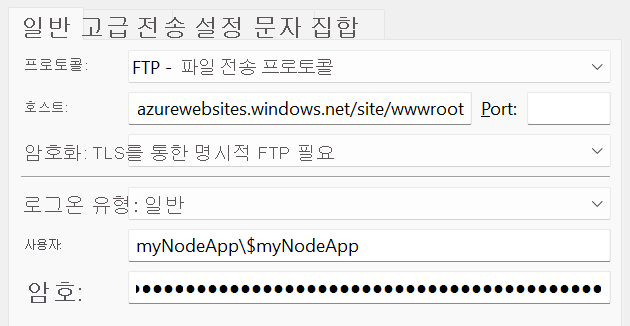 일반 고급 전송 설정 문자 집합
프로토콜: FTP - 파일 전송 프로토콜
호스트: azurewebsites.windows.net/site/wwwroot Port:
암호화: TLS를 통한 명시적 FTP 필요
로그온 유형: 일반
사용자: myNodeApp\$myNodeApp
암호: